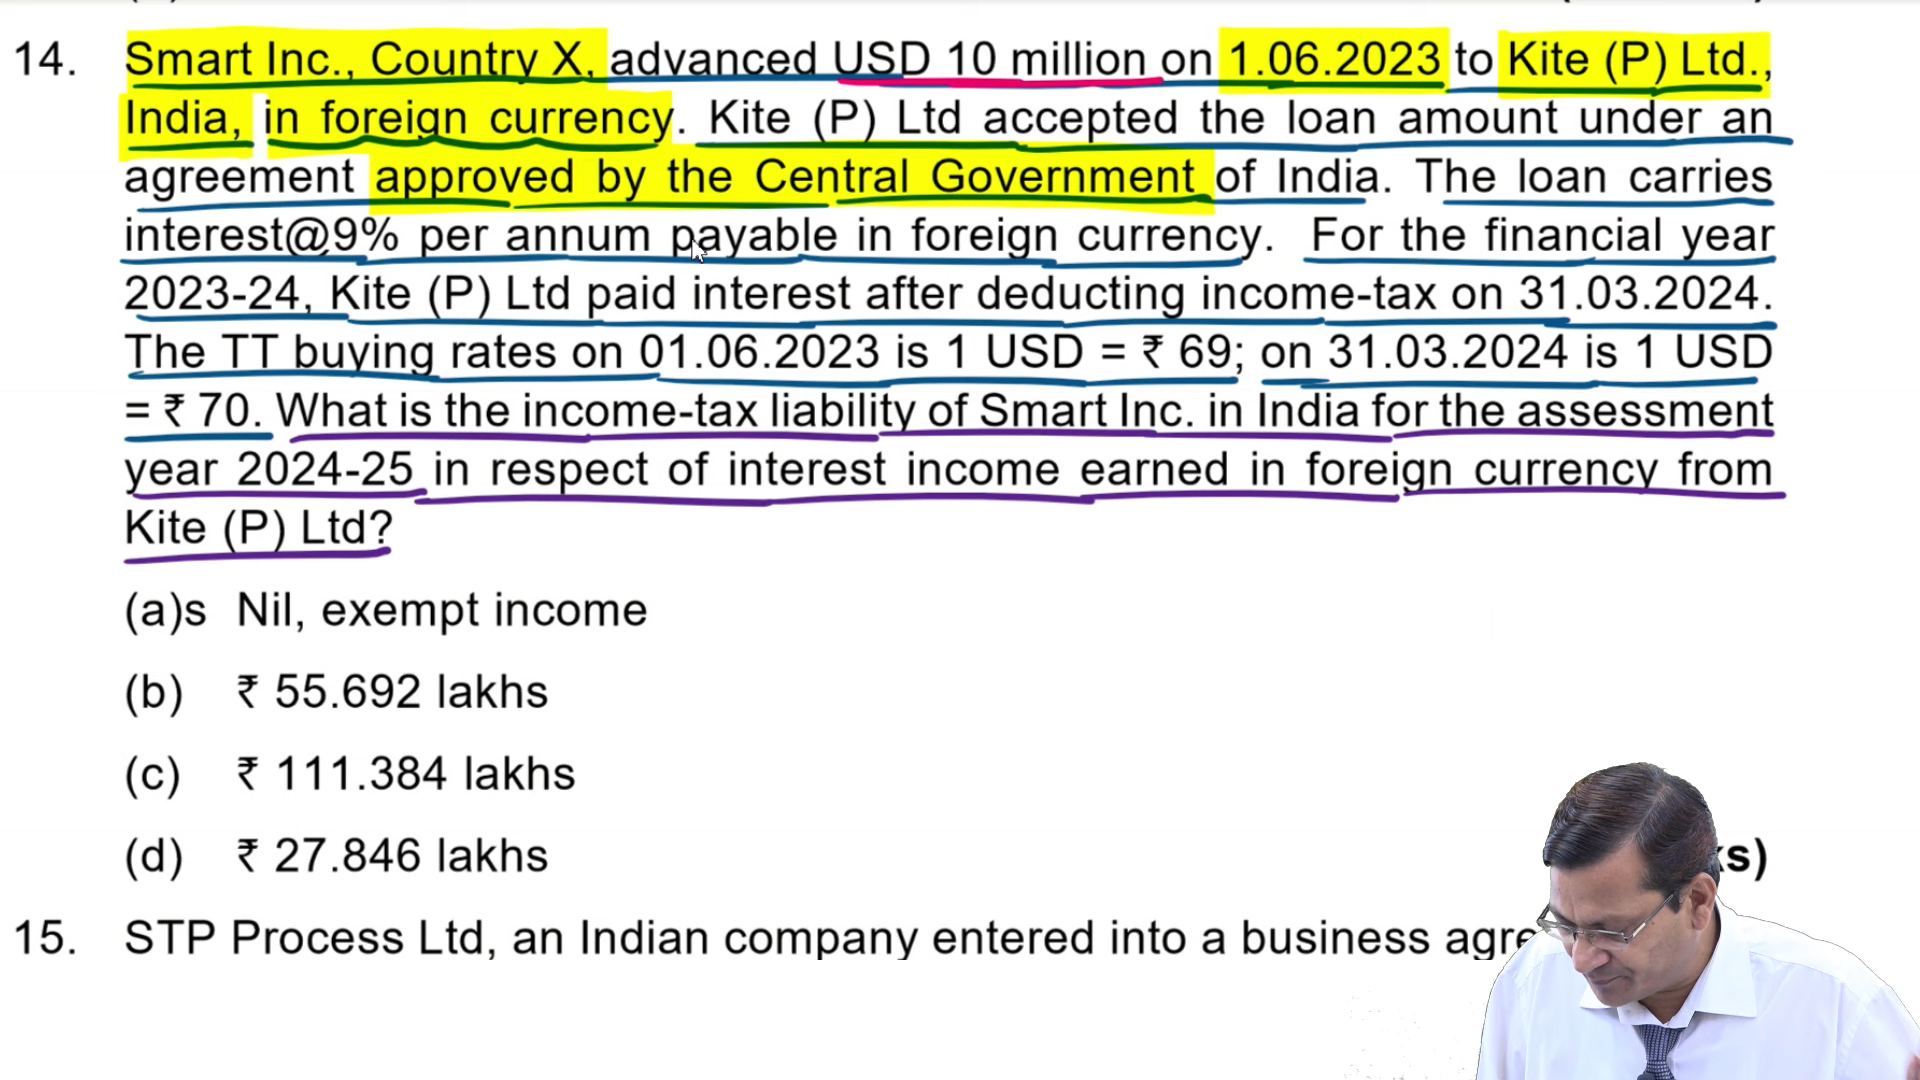 14. Smart Inc., Country X, advanced USD 10 million on 1.06.2023 to Kite (P) Ltd.,
India, in foreign currency. Kite (P) Ltd accepted the loan amount under an
agreement approved by the Central Government of India. The loan carries
interest@9% per annum payable in foreign currency. For the financial year
2023-24, Kite (P) Ltd paid interest after deducting income-tax on 31.03.2024.
The TT buying rates on 01.06.2023 is 1 USD = ₹ 69; on 31.03.2024 is 1 USD
= ₹ 70. What is the income-tax liability of Smart Inc. in India for the assessment
year 2024-25 in respect of interest income earned in foreign currency from
Kite (P) Ltd?
(a)s Nil, exempt income
(b) ₹ 55.692 lakhs
(c) ₹ 111.384 lakhs
(d) ₹ 27.846 lakhs
15. STP Process Ltd, an Indian company entered into a business